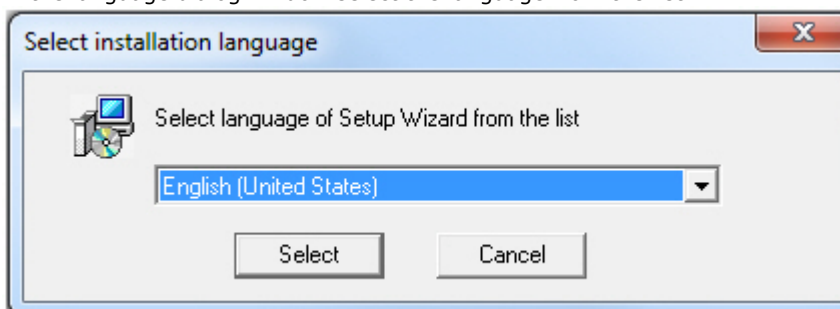 Select installation language
Select language of Setup Wizard from the list
English (United States)
Select
Cancel